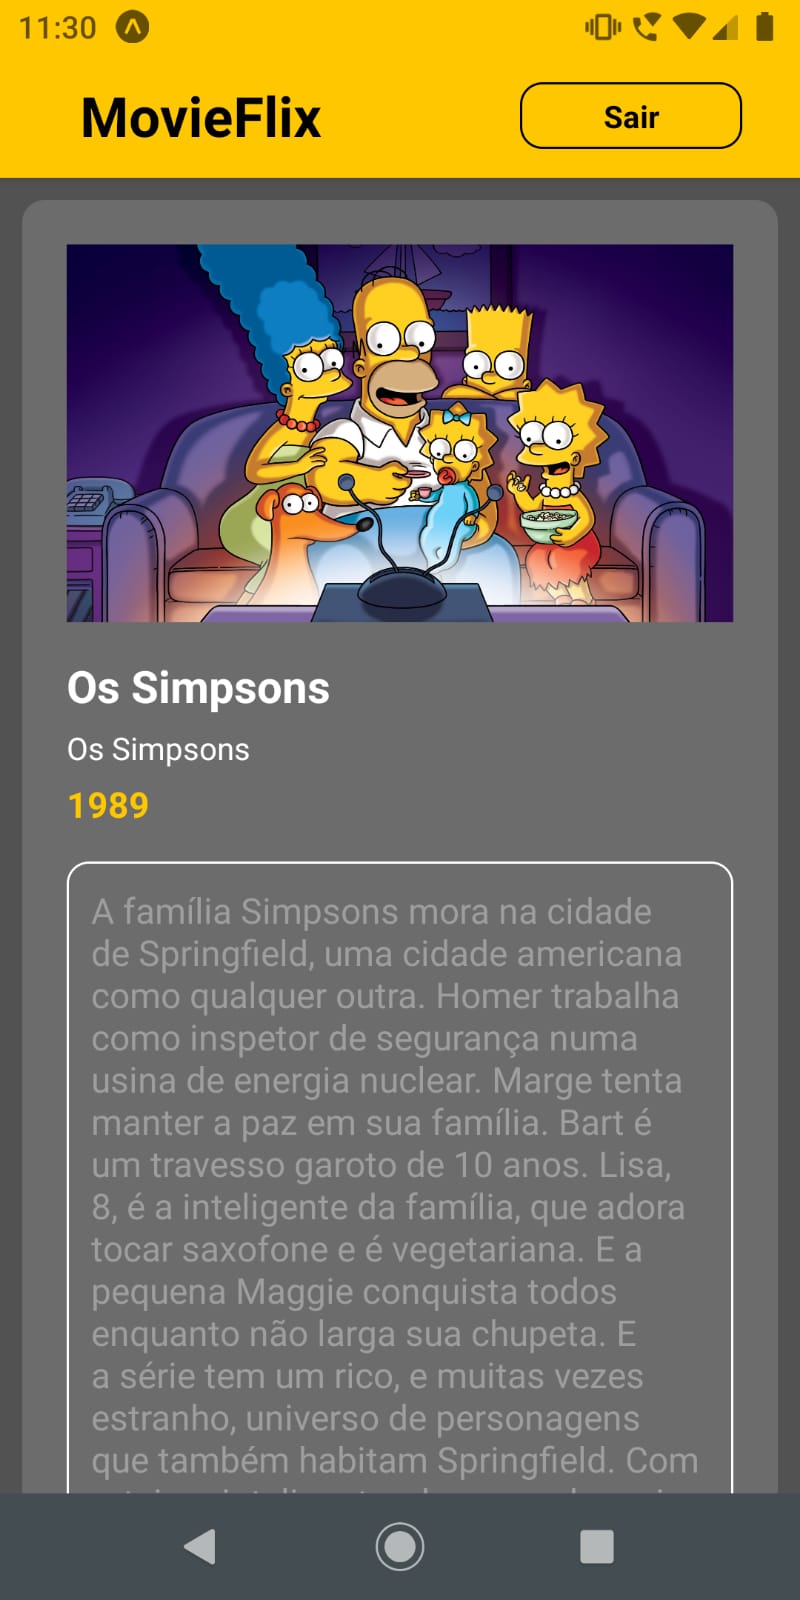 11:30
MovieFlix
Sair
Os Simpsons
Os Simpsons
1989
A família Simpsons mora na cidade
de Springfield, uma cidade americana
como qualquer outra. Homer trabalha
como inspetor de segurança numa
usina de energia nuclear. Marge tenta
manter a paz em sua família. Bart é
um travesso garoto de 10 anos. Lisa,
8, é a inteligente da família, que adora
tocar saxofone e é vegetariana. E a
pequena Maggie conquista todos
enquanto não larga sua chupeta. E
a série tem um rico, e muitas vezes
estranho, universo de personagens
que também habitam Springfield. Com